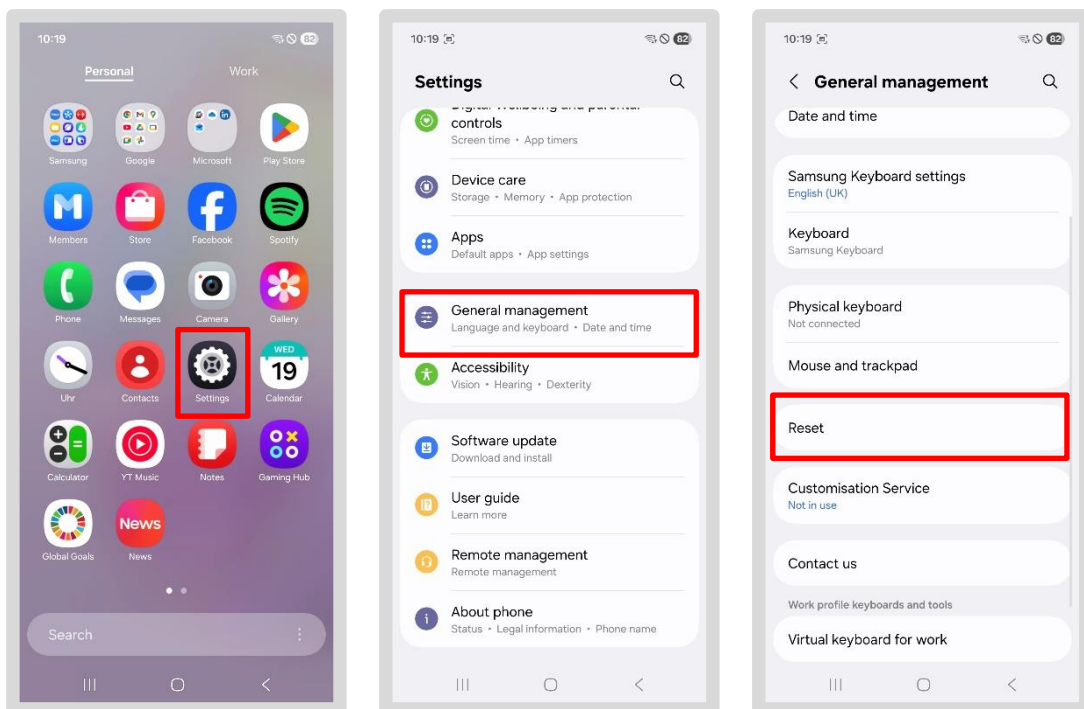 10:19
82
Personal Work
Samsung Google Microsoft Play Store
Members Store Facebook Spotify
Phone Messages Camera Gallery
WED
19
Uhr Contacts Settings Calendar
Calculator YT Music Notes Gaming Hub
News
Global Goals News
Search
10:19
82
Settings
Digital Wellbeing and parental
controls
Screen time • App timers
Device care
Storage • Memory • App protection
Apps
Default apps • App settings
General management
Language and keyboard • Date and time
Accessibility
Vision • Hearing • Dexterity
Software update
Download and install
User guide
Learn more
Remote management
Remote management
About phone
Status • Legal information • Phone name
10:19
82
General management
Date and time
Samsung Keyboard settings
English (UK)
Keyboard
Samsung Keyboard
Physical keyboard
Not connected
Mouse and trackpad
Reset
Customisation Service
Not in use
Contact us
Work profile keyboards and tools
Virtual keyboard for work